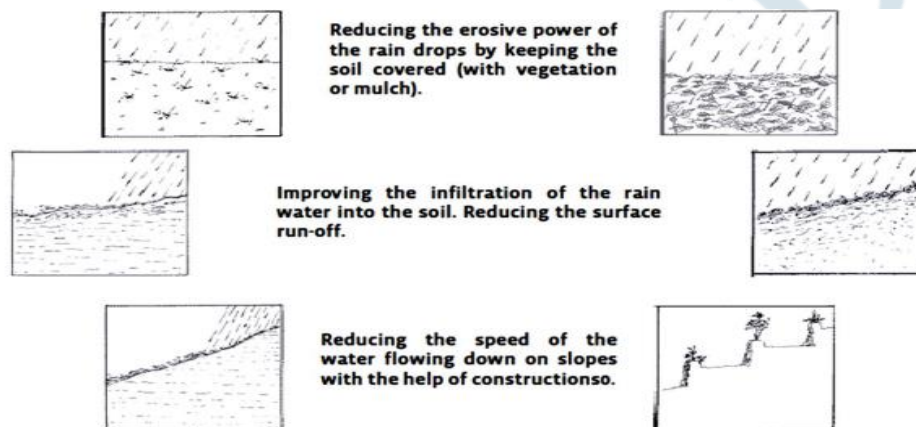 Reducing the erosive power of
the rain drops by keeping the
soil covered (with vegetation
or mulch).
Improving the infiltration of the rain
water into the soil. Reducing the surface
run-off.
Reducing the speed of the
water flowing down on slopes
with the help of constructionso.